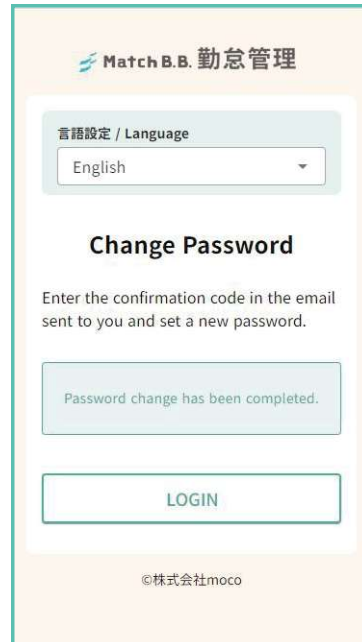 Match B.B. 勤怠管理
言語設定 / Language
English
Change Password
Enter the confirmation code in the email
sent to you and set a new password.
Password change has been completed.
LOGIN
©株式会社moco